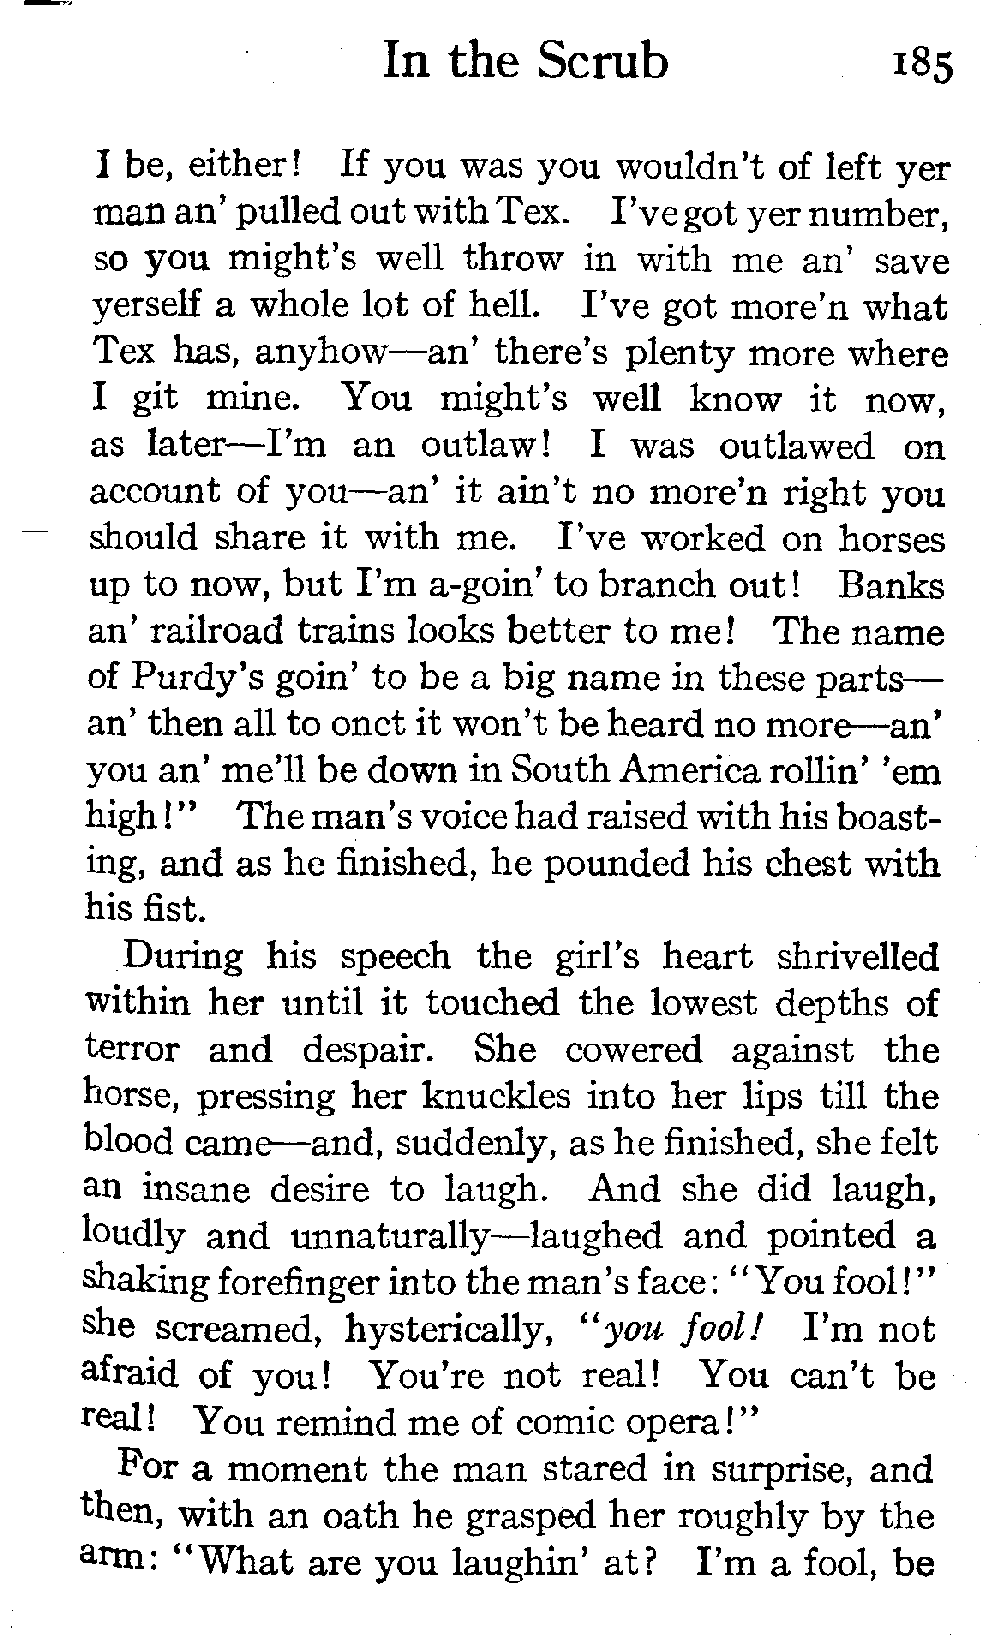 In the Scrub 185
I be, either! If you was you wouldn't of left yer
man an' pulled out with Tex. I've got yer number,
so you might's well throw in with me an' save
yerself a whole lot of hell. I've got more'n what
Tex has, anyhow—an' there's plenty more where
I git mine. You might's well know it now,
as later—I'm an outlaw! I was outlawed on
account of you—an' it ain't no more'n right you
should share it with me. I've worked on horses
up to now, but I'm a-goin' to branch out! Banks
an' railroad trains looks better to me! The name
of Purdy's goin' to be a big name in these parts—
an' then all to onct it won't be heard no more—an'
you an' me'll be down in South America rollin' 'em
high!" The man's voice had raised with his boast-
ing, and as he finished, he pounded his chest with
his fist.
During his speech the girl's heart shrivelled
within her until it touched the lowest depths of
terror and despair. She cowered against the
horse, pressing her knuckles into her lips till the
blood came—and, suddenly, as he finished, she felt
an insane desire to laugh. And she did laugh,
loudly and unnaturally—laughed and pointed a
shaking forefinger into the man's face: "You fool!"
she screamed, hysterically, "you fool! I'm not
afraid of you! You're not real! You can't be
real! You remind me of comic opera!"
For a moment the man stared in surprise, and
then, with an oath he grasped her roughly by the
arm: "What are you laughin' at? I'm a fool, be